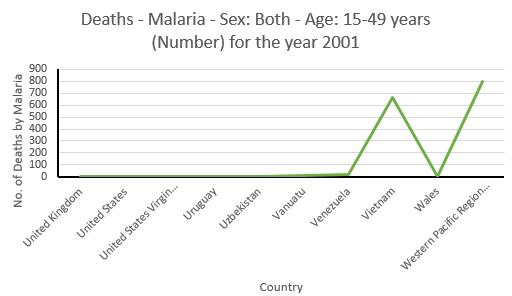 Deaths - Malaria - Sex: Both - Age: 15-49 years
(Number) for the year 2001
No. of Deaths by Malaria
900
800
700
600
500
400
300
200
100
0
United Kingdom
United States
United States Virgin...
Uruguay
Uzbekistan
Vanuatu
Venezuela
Vietnam
Wales
Western Pacific Region...
Country